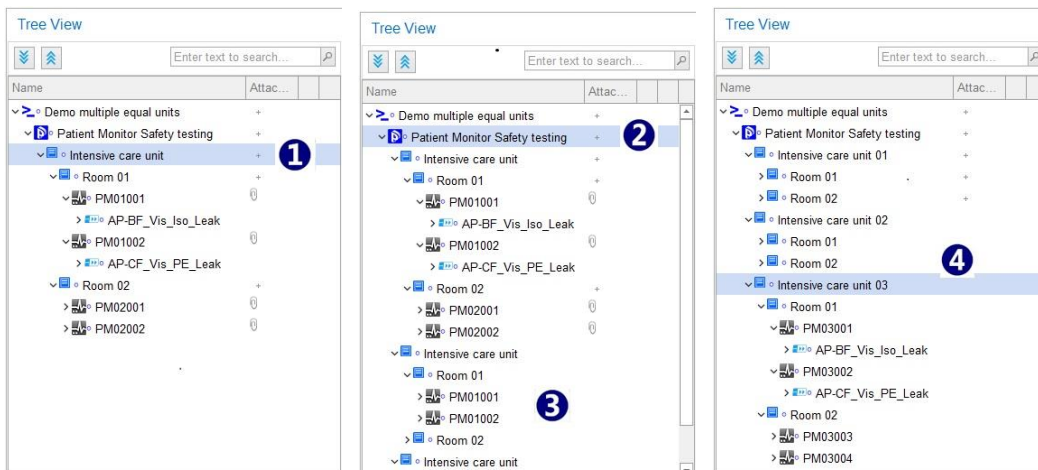 Tree View
Enter text to search...
Name Attac...
Demo multiple equal units
Patient Monitor Safety testing
Intensive care unit
1
Room 01
PM01001
AP-BF_Vis_Iso_Leak
PM01002
AP-CF_Vis_PE_Leak
Room 02
PM02001
PM02002
Tree View
Enter text to search...
Name Attac...
Demo multiple equal units
Patient Monitor Safety testing
2
Intensive care unit
Room 01
PM01001
AP-BF_Vis_Iso_Leak
PM01002
AP-CF_Vis_PE_Leak
Room 02
PM02001
PM02002
Intensive care unit
Room 01
PM01001
3
PM01002
Room 02
Intensive care unit
Tree View
Enter text to search...
Name Attac...
Demo multiple equal units
Patient Monitor Safety testing
Intensive care unit 01
Room 01
Room 02
Intensive care unit 02
Room 01
4
Room 02
Intensive care unit 03
Room 01
PM03001
AP-BF_Vis_Iso_Leak
PM03002
AP-CF_Vis_PE_Leak
Room 02
PM03003
PM03004